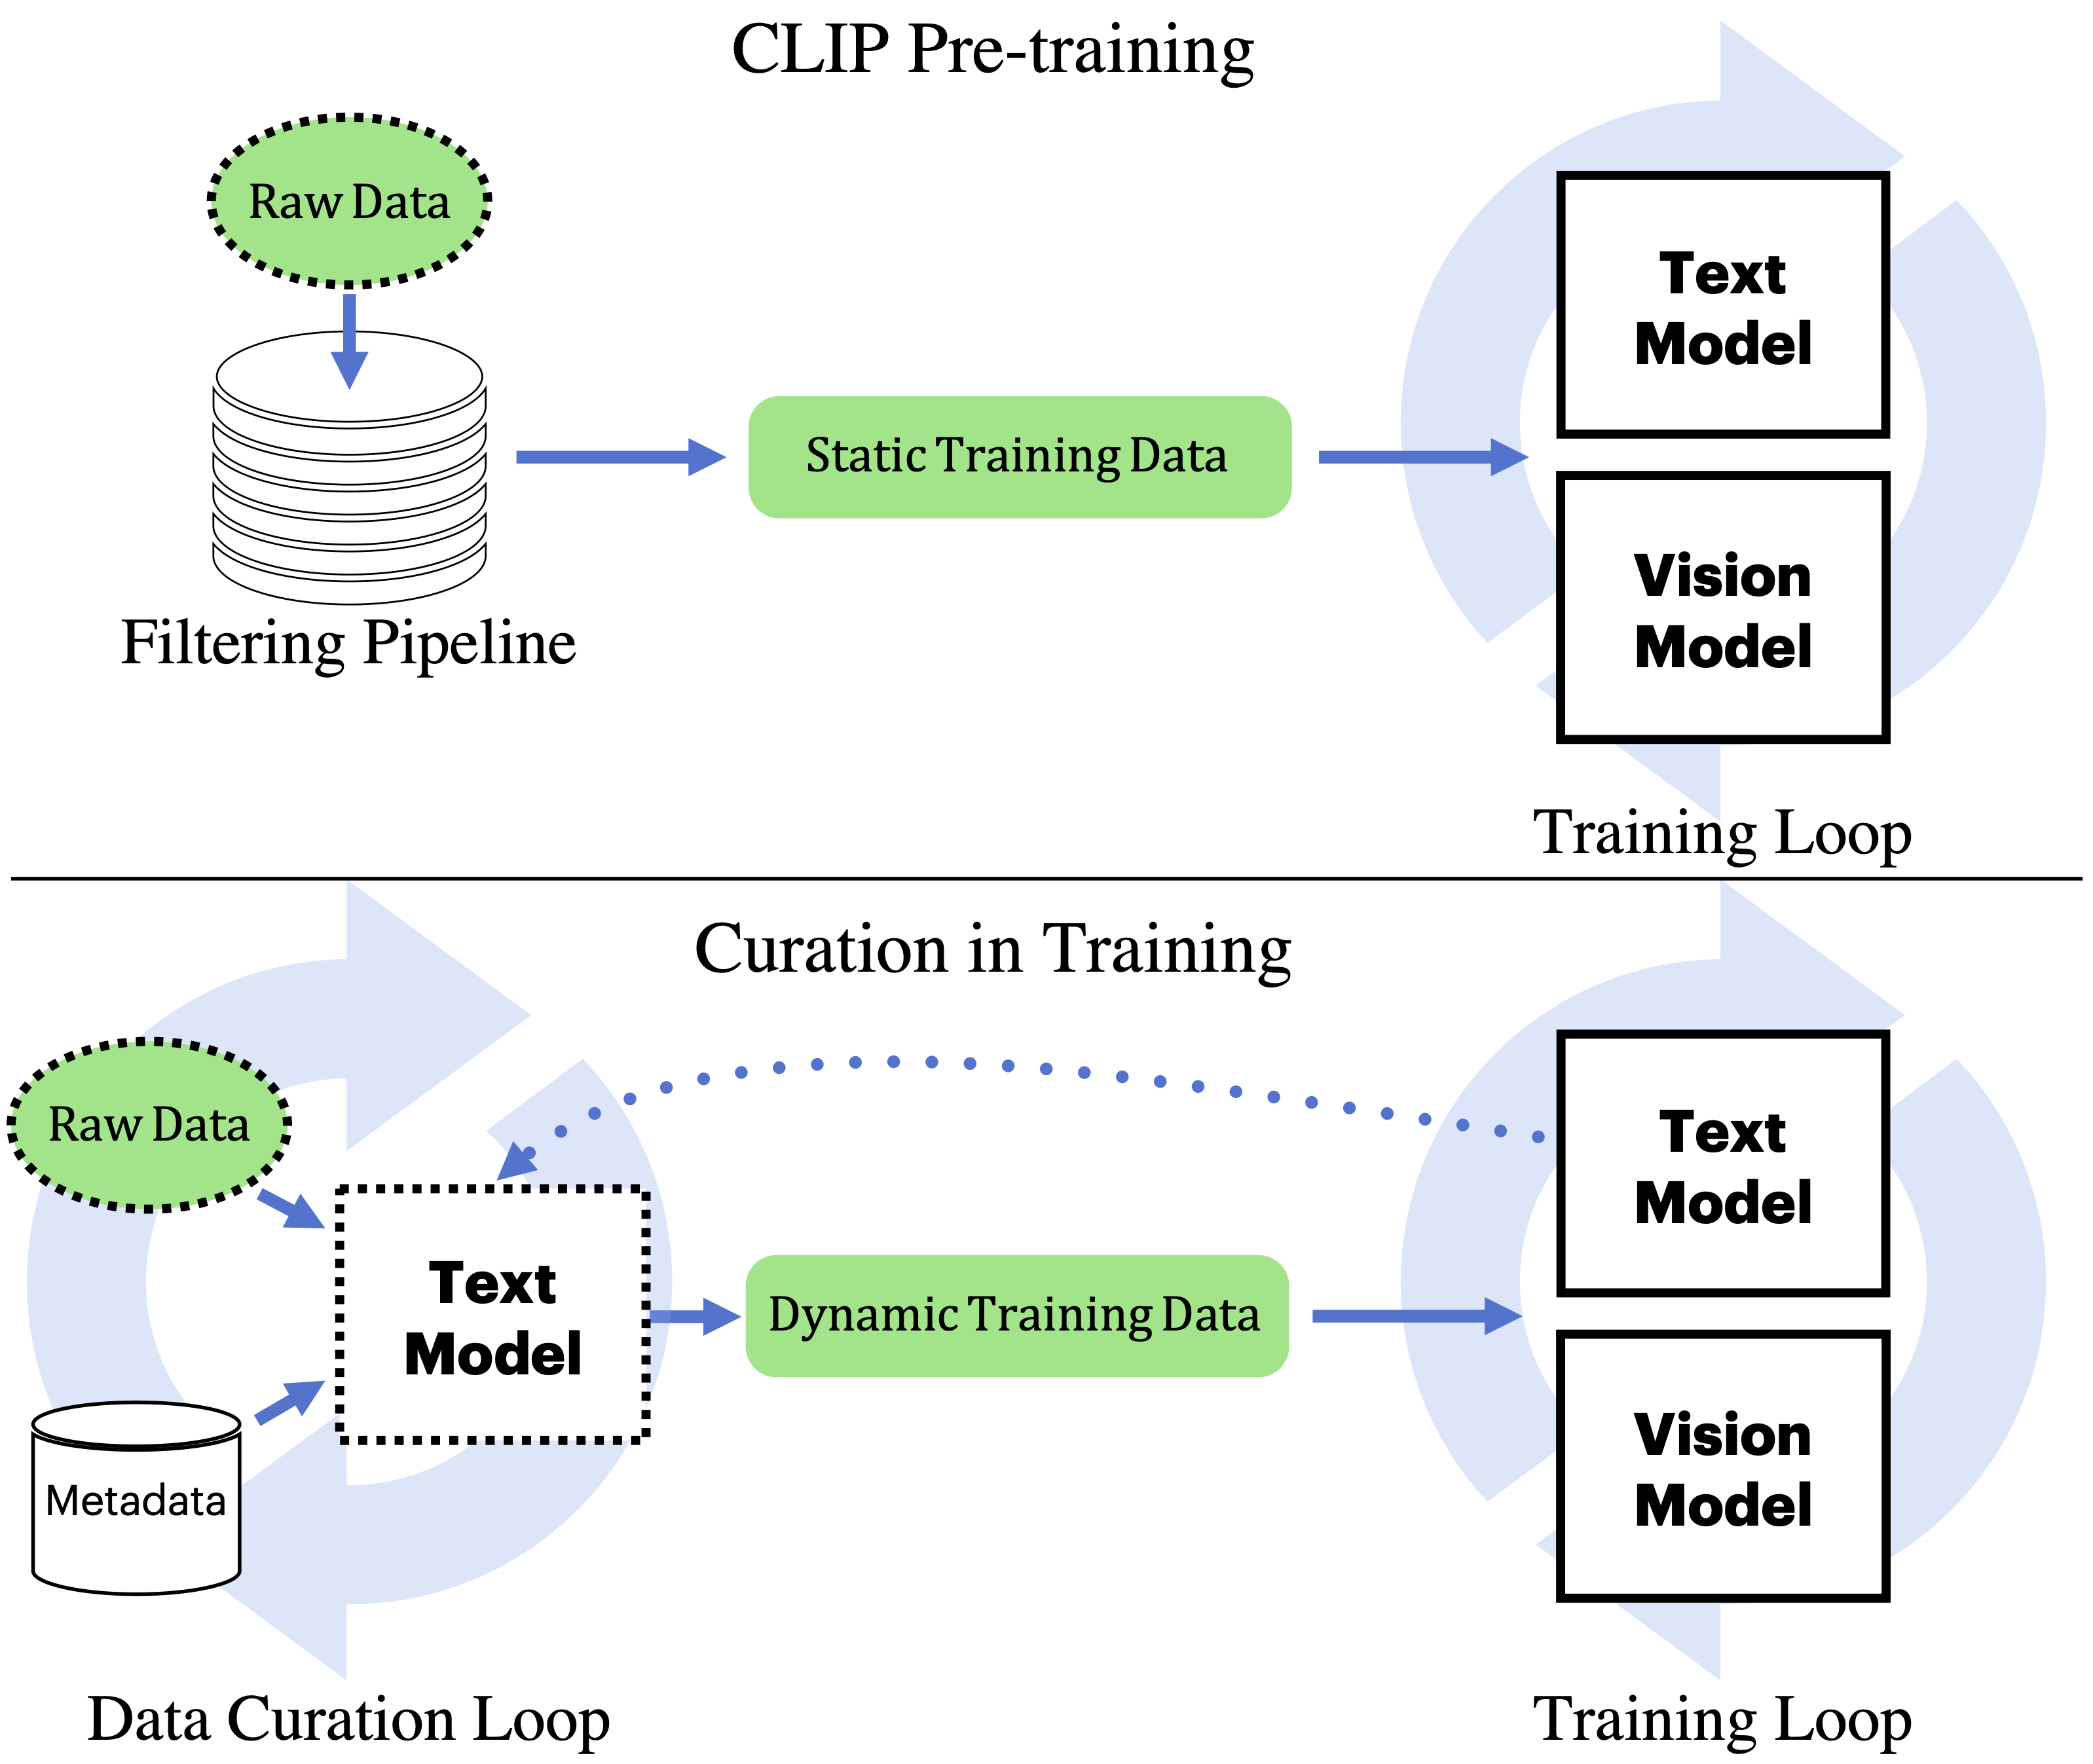 CLIP Pre-training
Raw Data
Filtering Pipeline
Static Training Data
Text
Model
Vision
Model
Training Loop
Curation in Training
Raw Data
Metadata
Text
Model
Data Curation Loop
Dynamic Training Data
Text
Model
Vision
Model
Training Loop